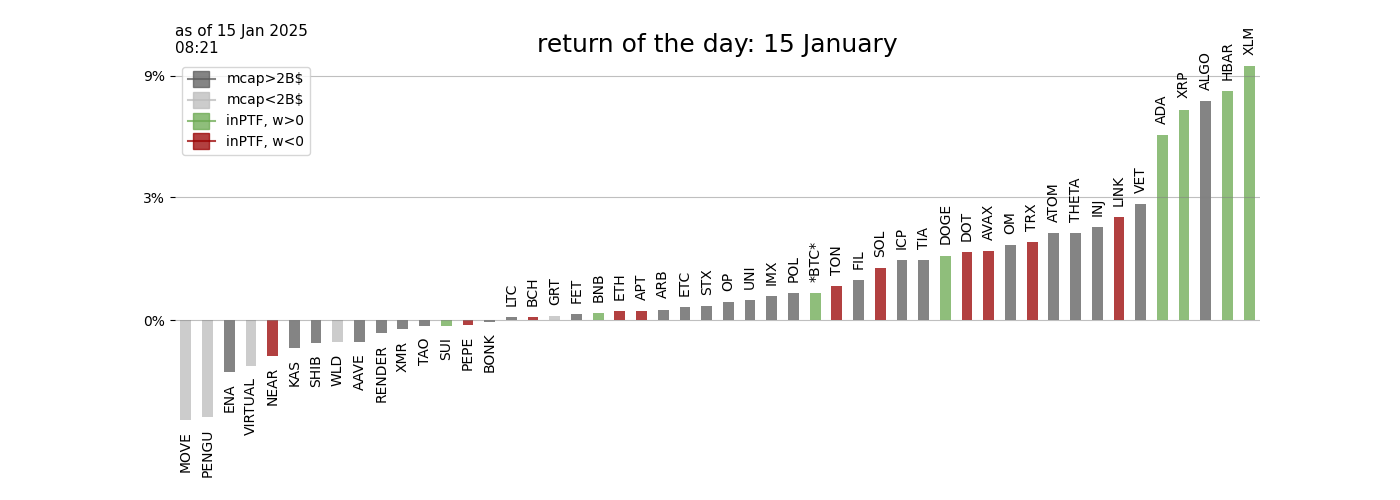 as of 15 Jan 2025
08:21
return of the day: 15 January
mcap>2B$
mcap<2B$
inPTF, w>0
inPTF, w<0
9%
3%
0%
MOVE
PENGU
ENA
VIRTUAL
NEAR
KAS
SHIB
WLD
AAVE
RENDER
XMR
TAO
SUI
PEPE
BONK
LTC
BCH
GRT
FET
BNB
ETH
APT
ARB
ETC
STX
OP
UNI
IMX
POL
*BTC*
TON
FIL
SOL
ICP
TIA
DOGE
DOT
AVAX
OM
TRX
ATOM
THETA
INJ
LINK
VET
ADA
XRP
ALGO
HBAR
XLM